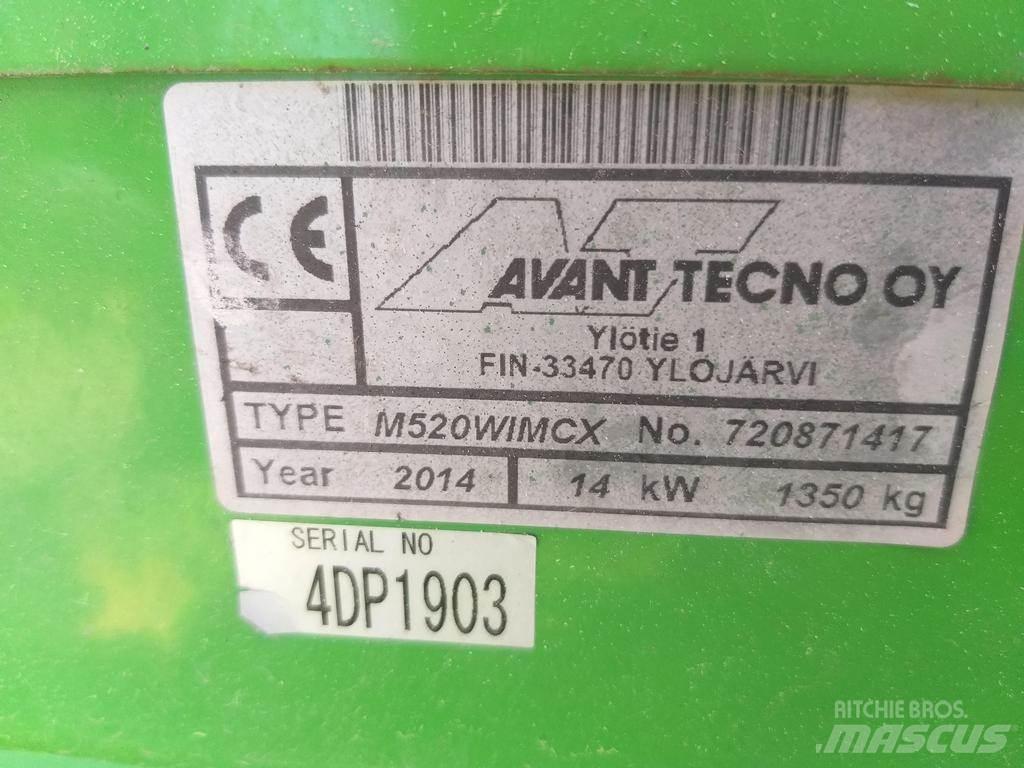 CE
AVANT TECNO OY
Ylötie 1
FIN-33470 YLÖJÄRVI
TYPE M520WIMCX No. 720871417
Year 2014 14 kW 1350 kg
SERIAL NO
4DP1903
RITCHIE BROS.
MASCUS